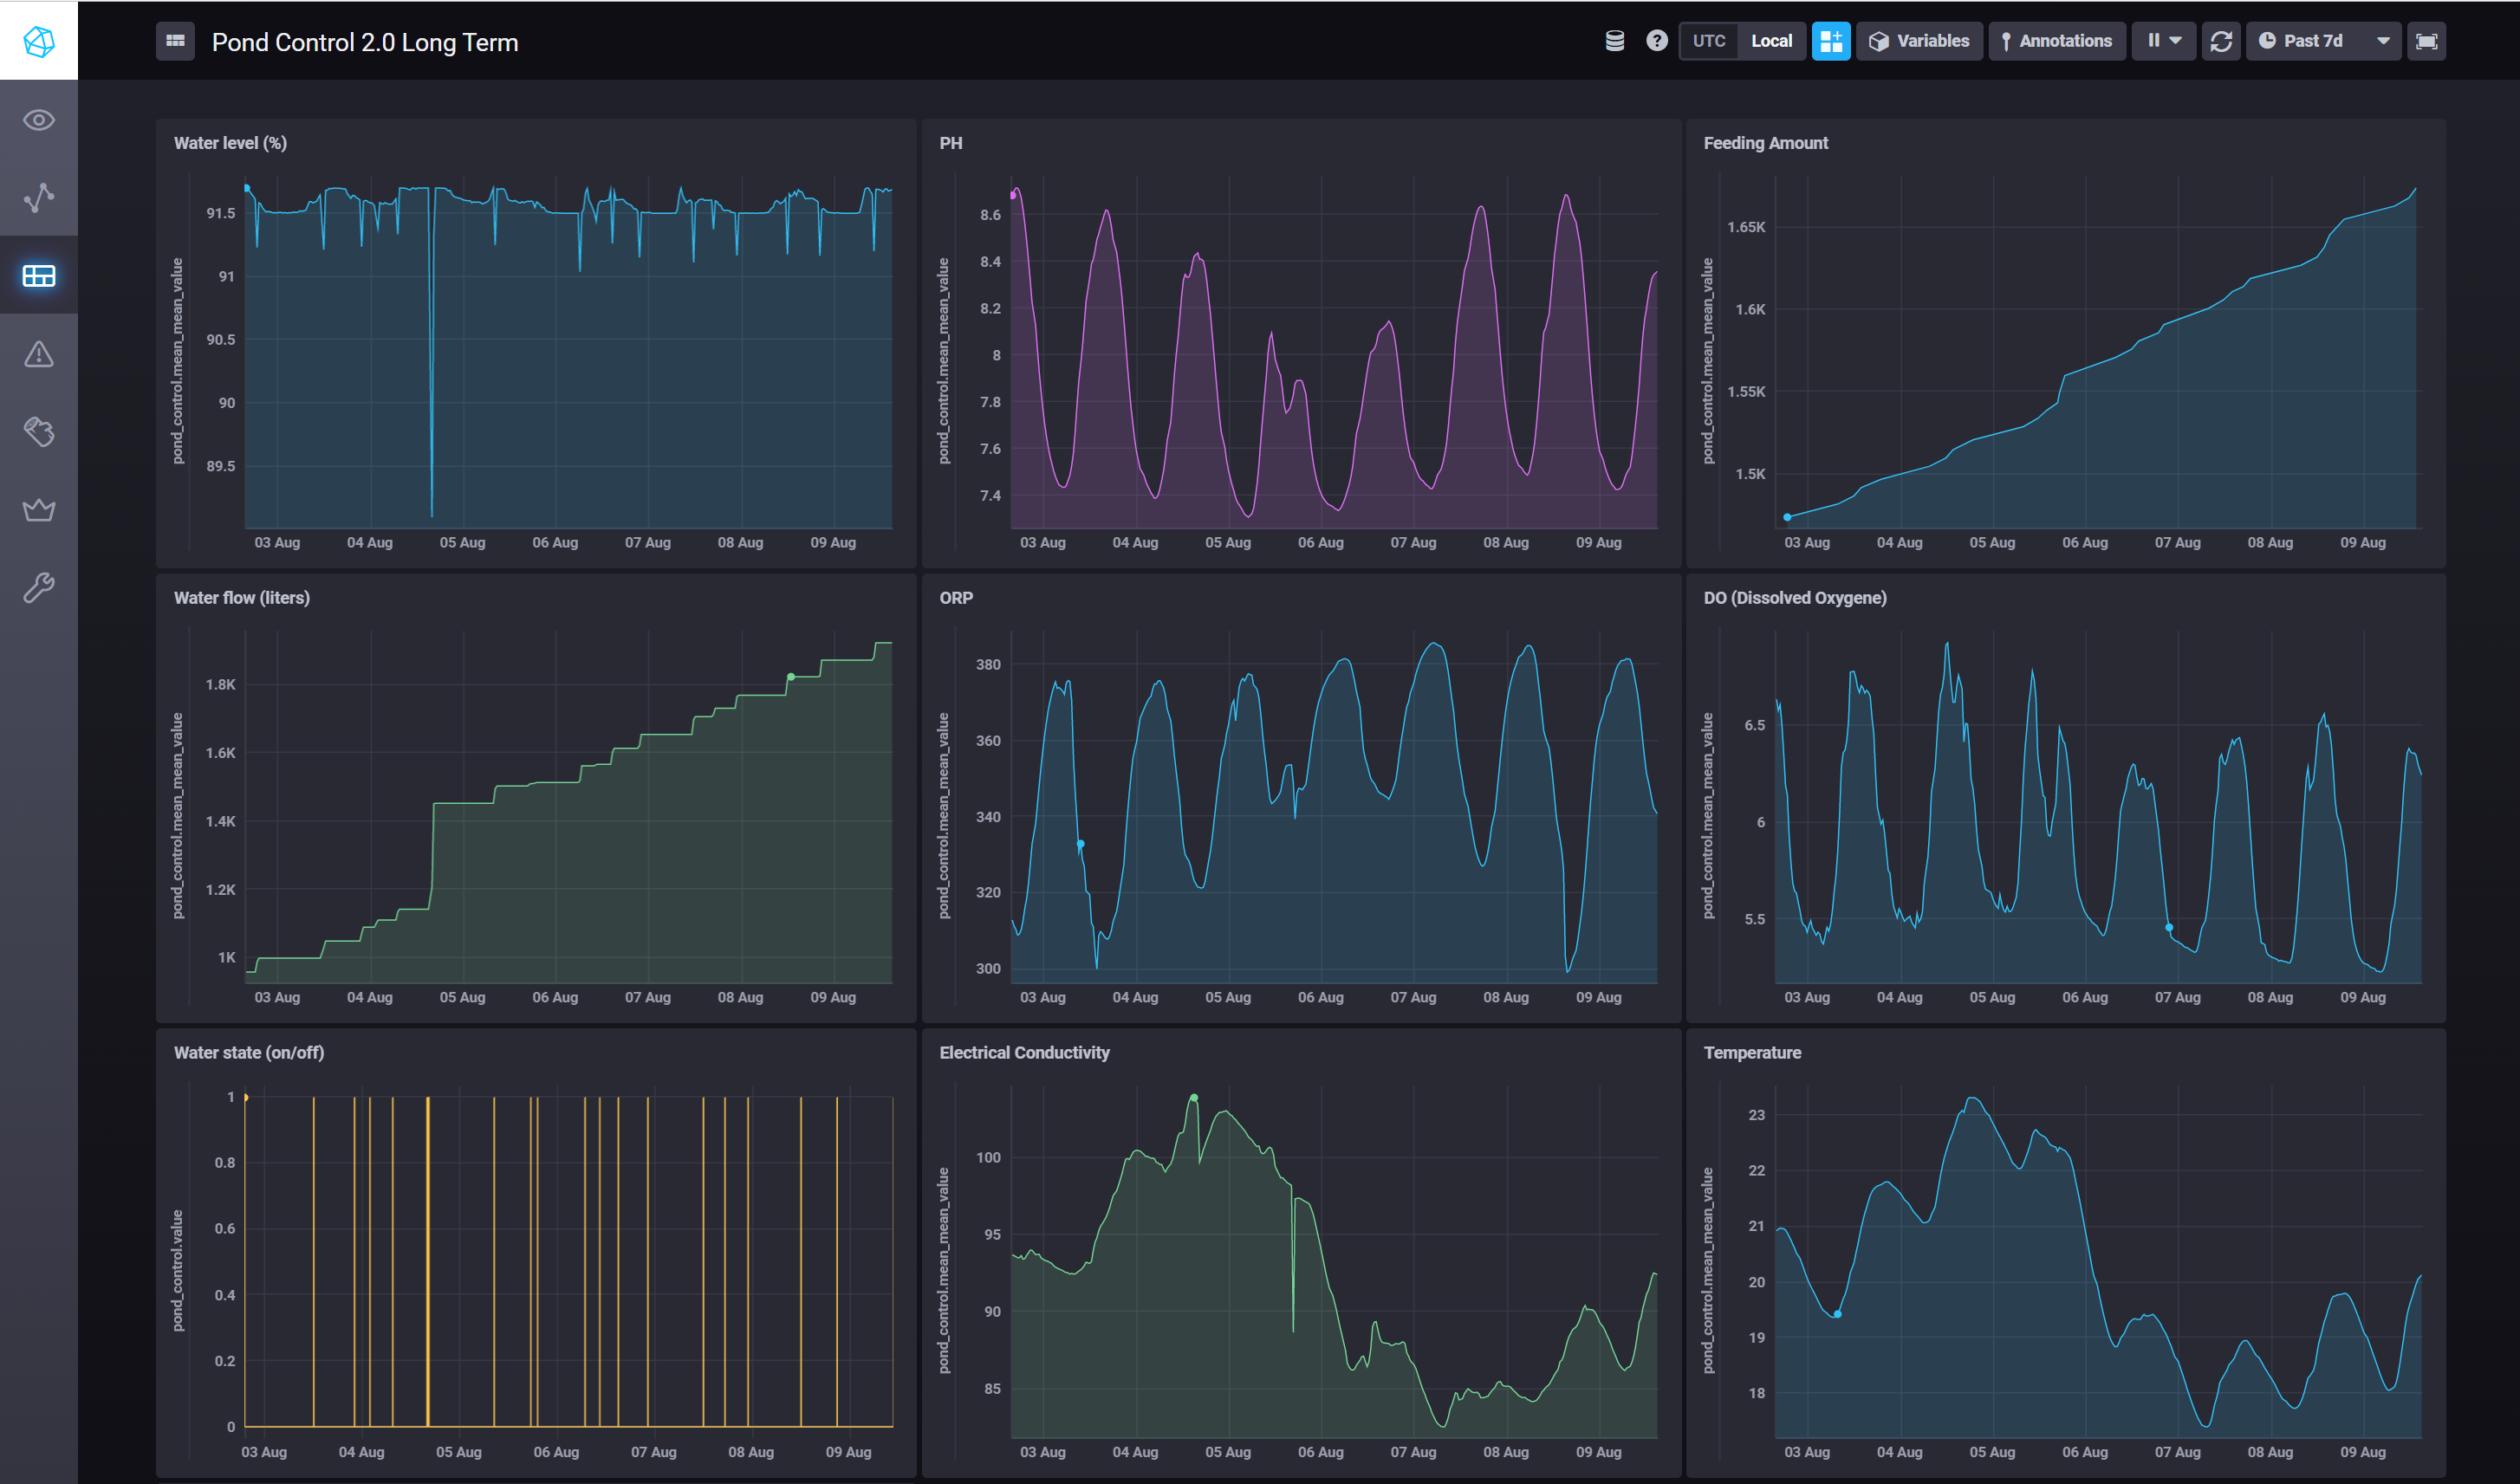 Pond Control 2.0 Long Term
UTC Local Variables Annotations Past 7d
Water level (%)
pond_control.mean_mean_value
91.5
91
90.5
90
89.5
03 Aug 04 Aug 05 Aug 06 Aug 07 Aug 08 Aug 09 Aug
PH
pond_control.mean_mean_value
8.6
8.4
8.2
8
7.8
7.6
7.4
03 Aug 04 Aug 05 Aug 06 Aug 07 Aug 08 Aug 09 Aug
Feeding Amount
pond_control.mean_mean_value
1.65K
1.6K
1.55K
1.5K
03 Aug 04 Aug 05 Aug 06 Aug 07 Aug 08 Aug 09 Aug
Water flow (liters)
pond_control.mean_mean_value
1.8K
1.6K
1.4K
1.2K
1K
03 Aug 04 Aug 05 Aug 06 Aug 07 Aug 08 Aug 09 Aug
ORP
pond_control.mean_mean_value
380
360
340
320
300
03 Aug 04 Aug 05 Aug 06 Aug 07 Aug 08 Aug 09 Aug
DO (Dissolved Oxygene)
pond_control.mean_mean_value
6.5
6
5.5
03 Aug 04 Aug 05 Aug 06 Aug 07 Aug 08 Aug 09 Aug
Water state (on/off)
pond_control.value
1
0.8
0.6
0.4
0.2
0
03 Aug 04 Aug 05 Aug 06 Aug 07 Aug 08 Aug 09 Aug
Electrical Conductivity
pond_control.mean_mean_value
100
95
90
85
03 Aug 04 Aug 05 Aug 06 Aug 07 Aug 08 Aug 09 Aug
Temperature
pond_control.mean_mean_value
23
22
21
20
19
18
03 Aug 04 Aug 05 Aug 06 Aug 07 Aug 08 Aug 09 Aug